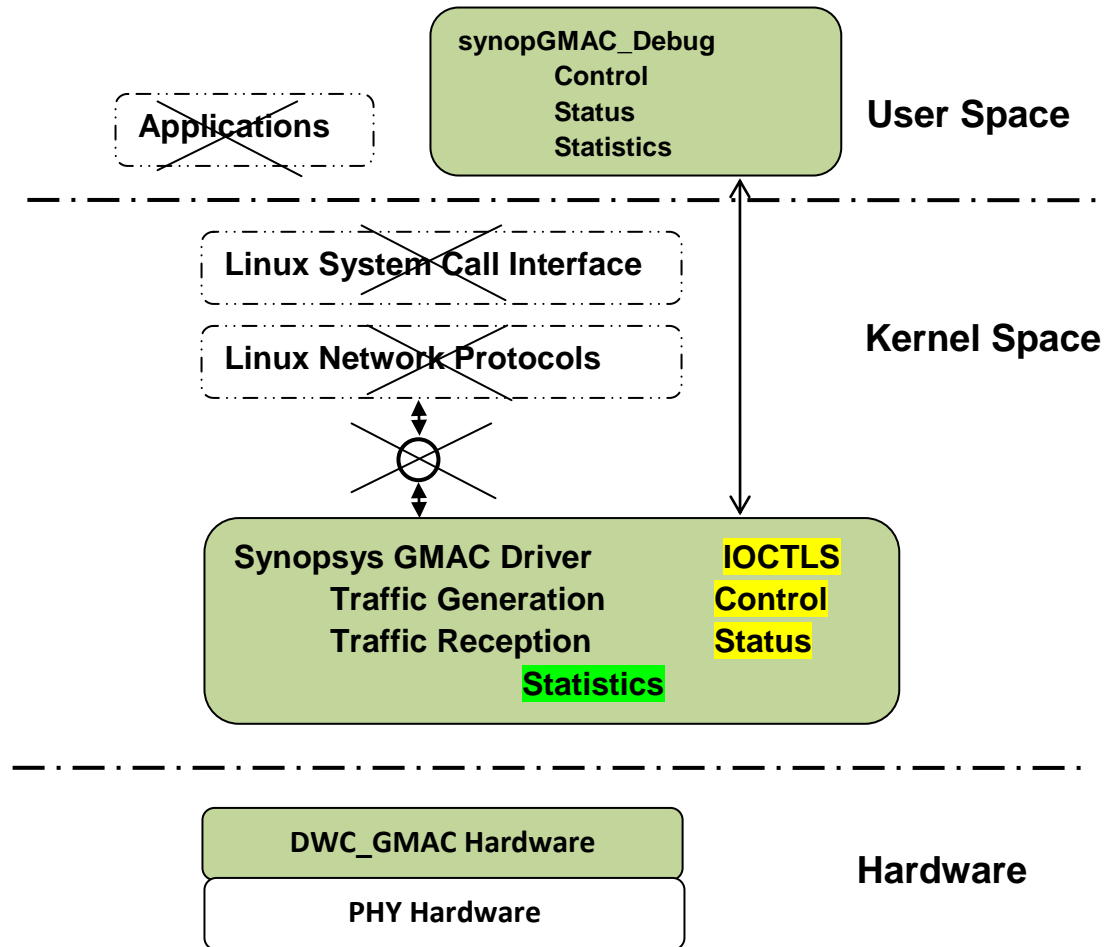 synopGMAC_Debug
Control
Status
Statistics
Applications
User Space
Linux System Call Interface
Linux Network Protocols
Kernel Space
Synopsys GMAC Driver IOCTLS
Traffic Generation Control
Traffic Reception Status
Statistics
DWC_GMAC Hardware
PHY Hardware
Hardware